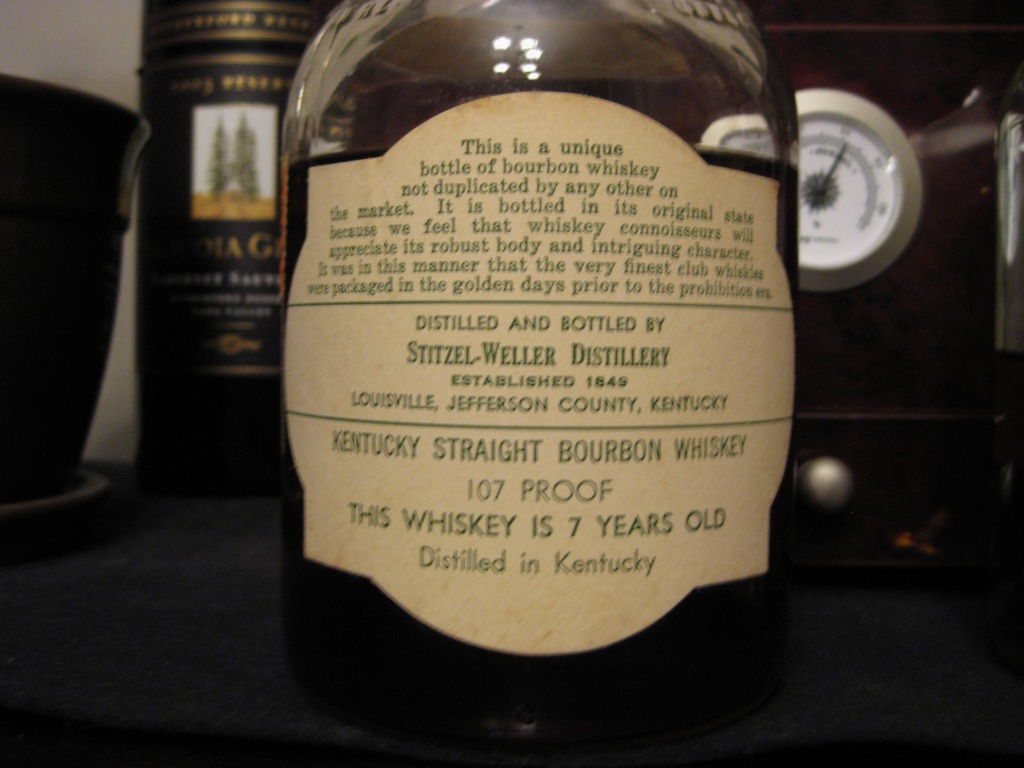 This is a unique
bottle of bourbon whiskey
not duplicated by any other on
the market. It is bottled in its original state
because we feel that whiskey connoisseurs will
appreciate its robust body and intriguing character.
It was in this manner that the very finest club whiskies
were packaged in the golden days prior to the prohibition era.
DISTILLED AND BOTTLED BY
STITZEL-WELLER DISTILLERY
ESTABLISHED 1849
LOUISVILLE, JEFFERSON COUNTY, KENTUCKY
KENTUCKY STRAIGHT BOURBON WHISKEY
107 PROOF
THIS WHISKEY IS 7 YEARS OLD
Distilled in Kentucky